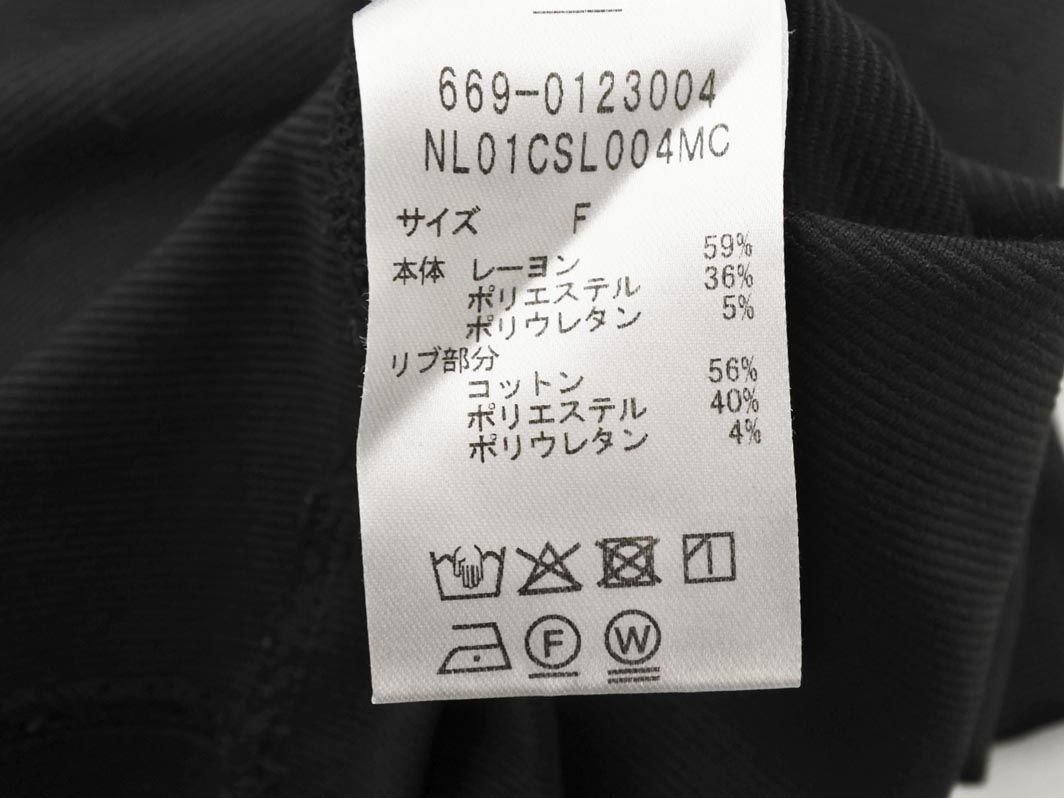 669-0123004
NL01CSL004MC
サイズ F
59%
本体 レーヨン 36%
ポリエステル 5%
ポリウレタン
リブ部分
コットン 56%
ポリエステル 40%
ポリウレタン 4%
F W